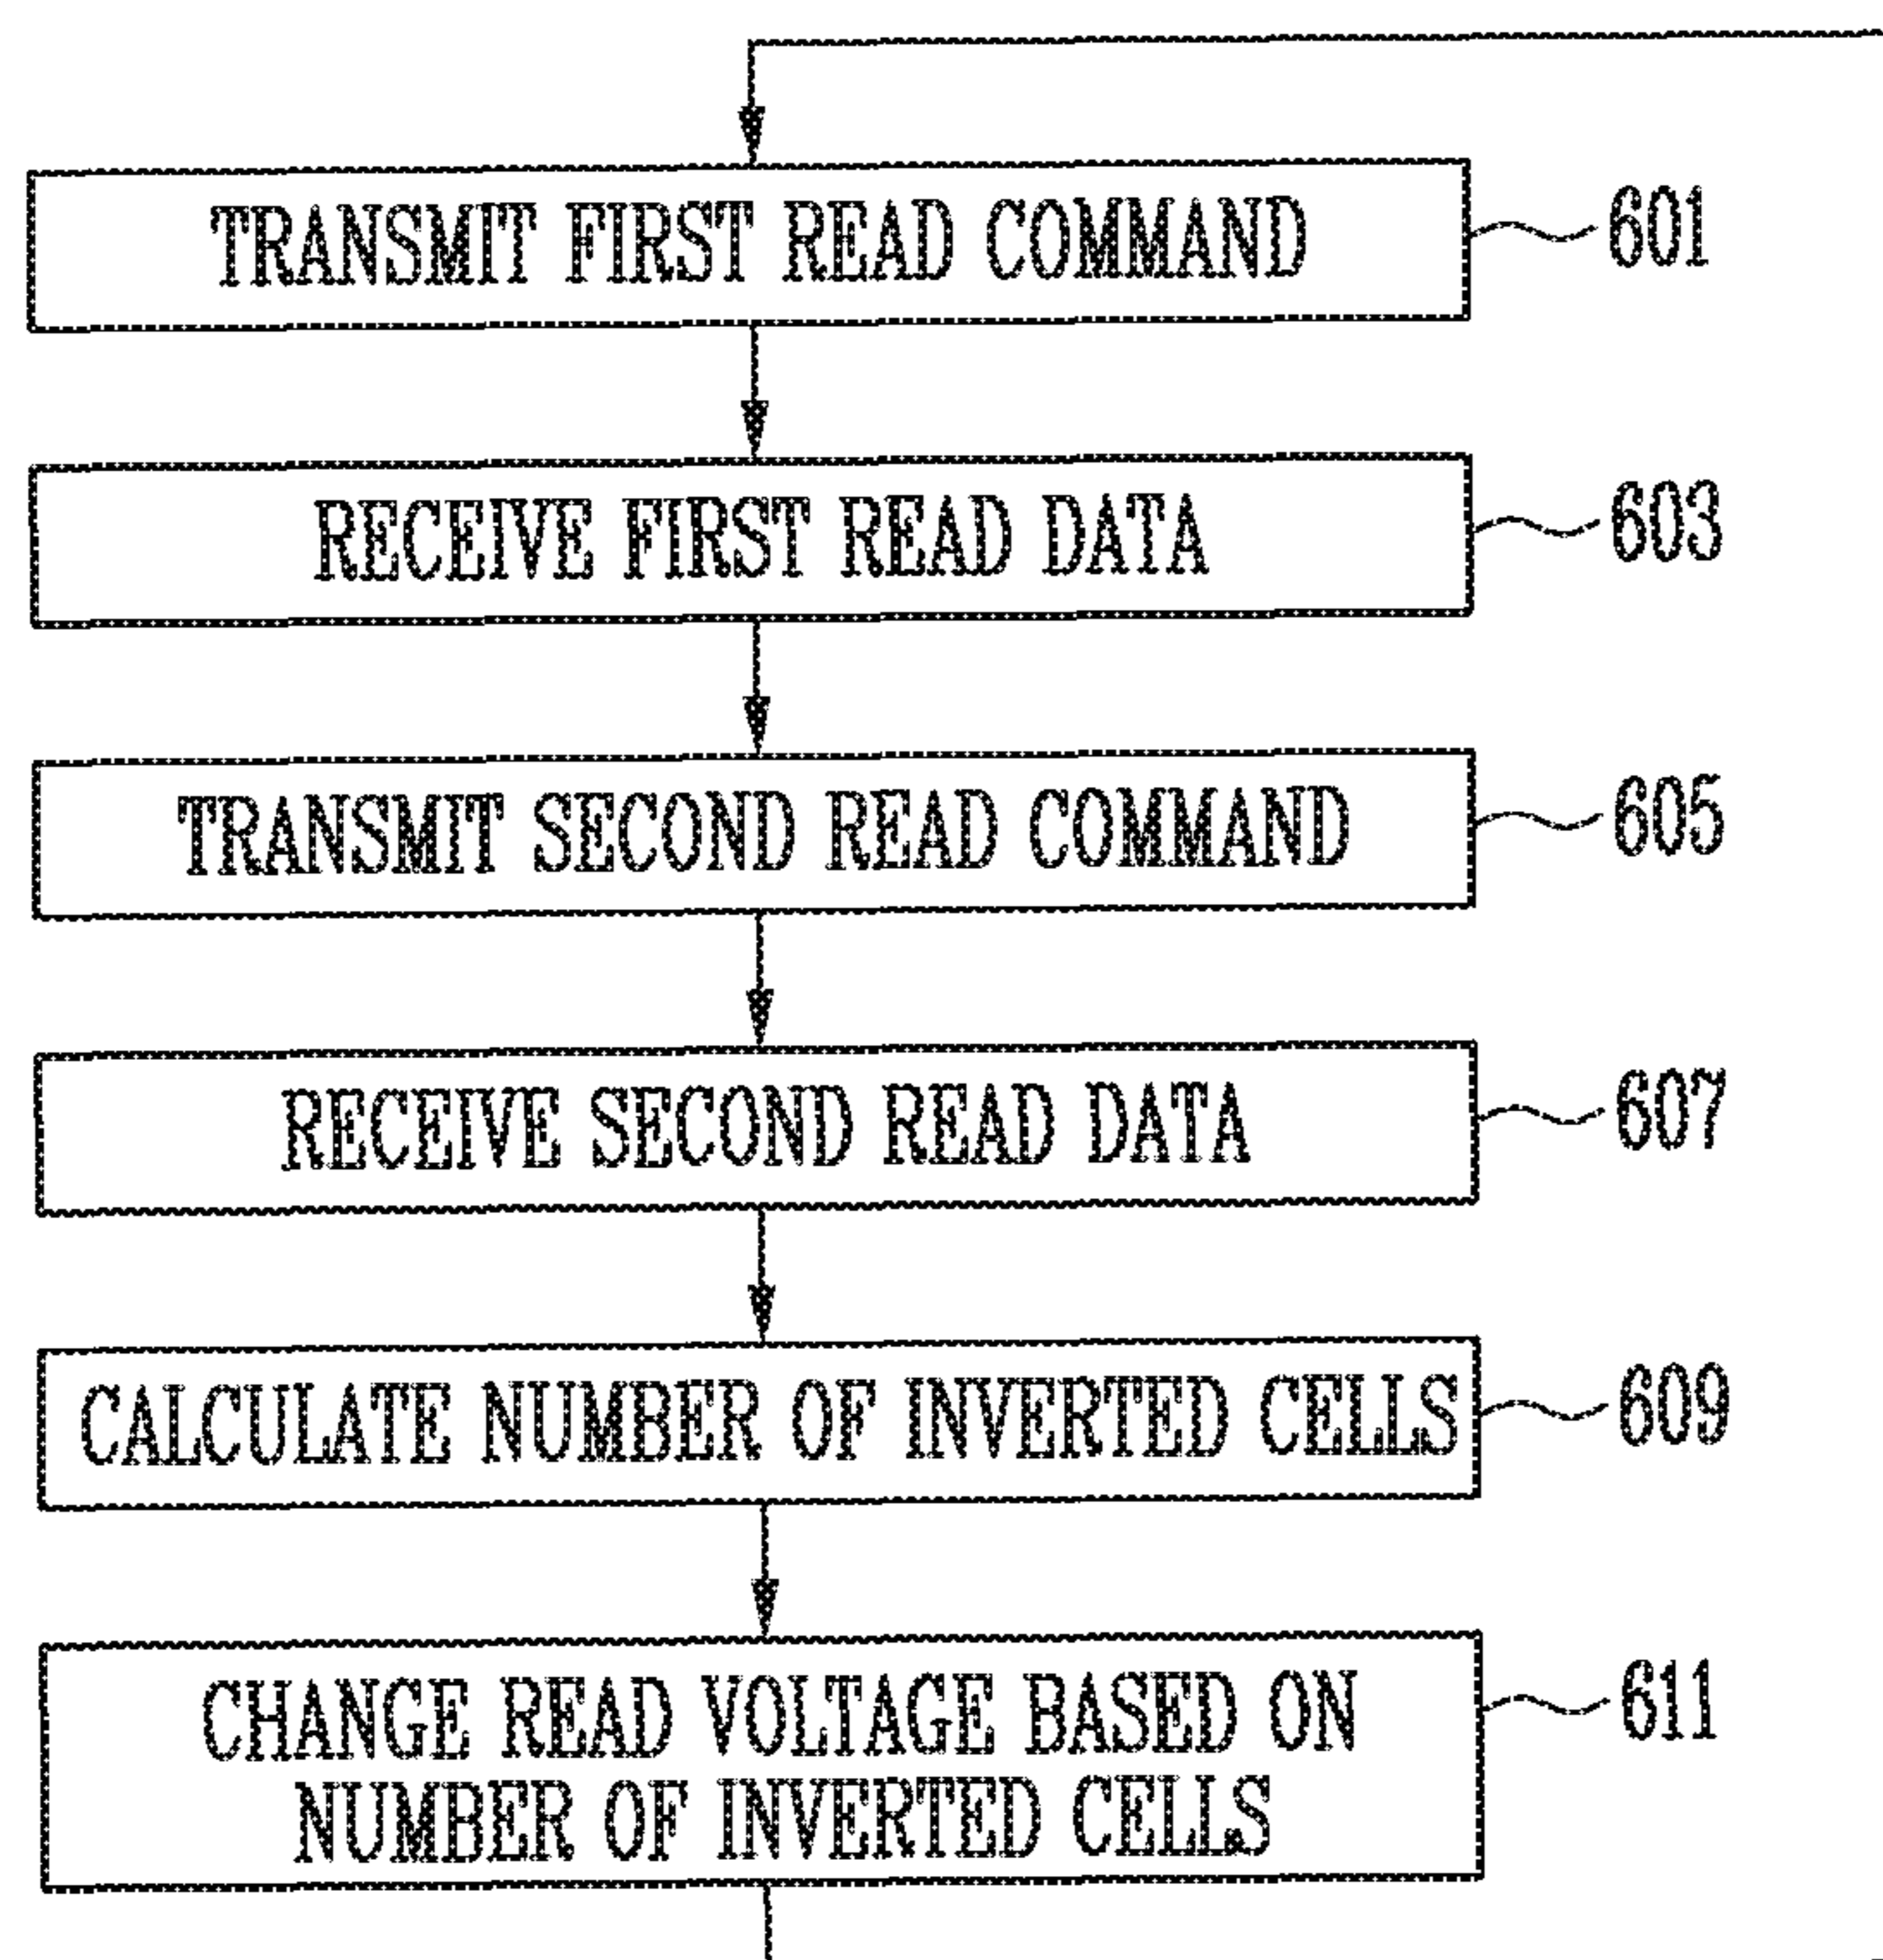 TRANSMIT FIRST READ COMMAND 601
RECEIVE FIRST READ DATA 603
TRANSMIT SECOND READ COMMAND 605
RECEIVE SECOND READ DATA 607
CALCULATE NUMBER OF INVERTED CELLS 609
CHANGE READ VOLTAGE BASED ON 611
NUMBER OF INVERTED CELLS